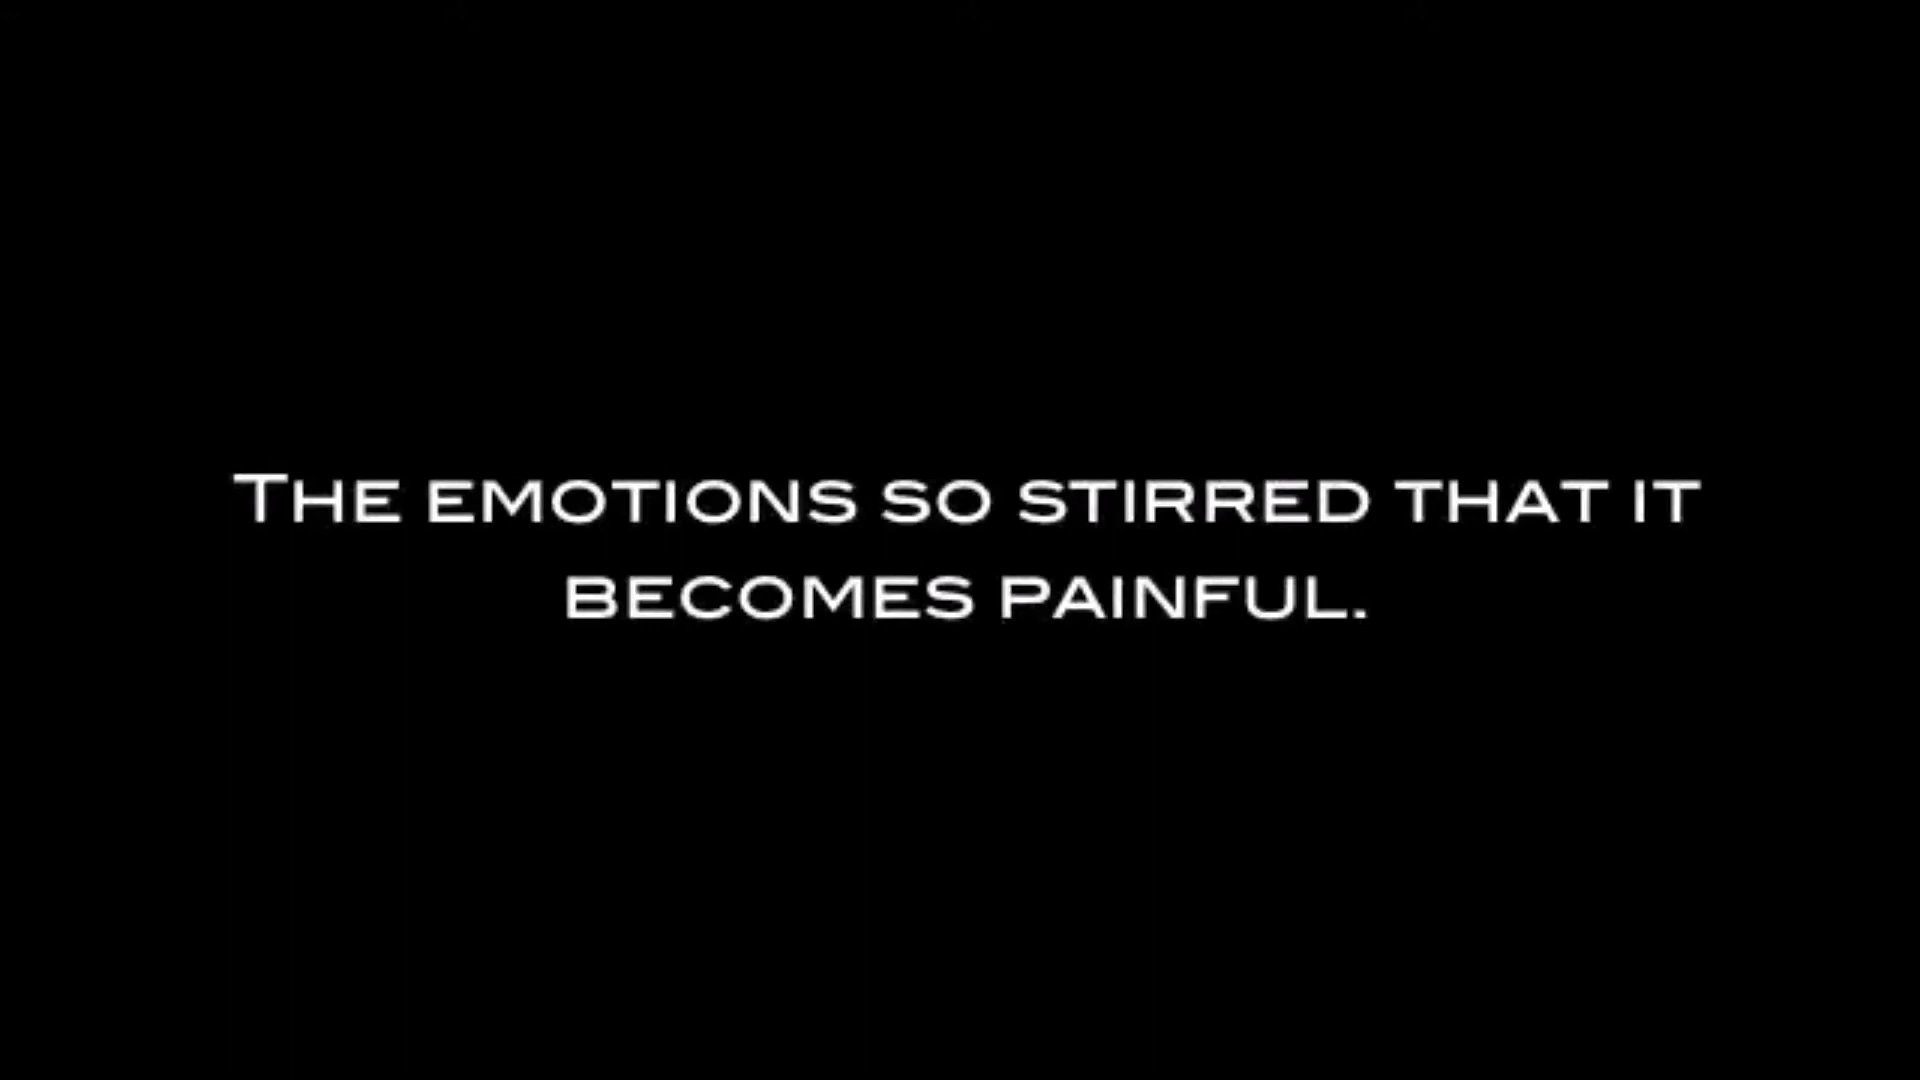 The emotions so stirred that it
becomes painful.